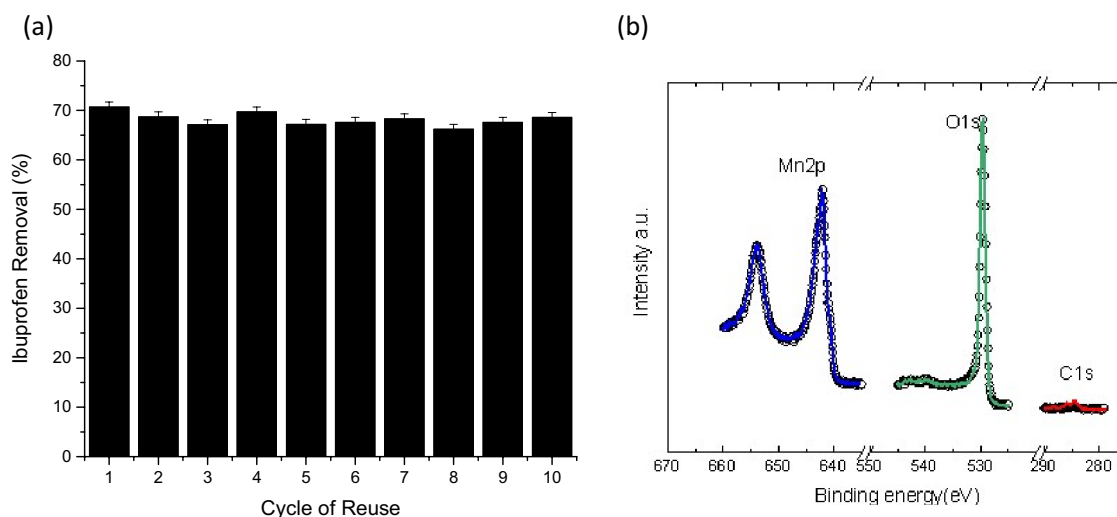 (a)
80
70
60
50
40
30
20
10
0
Ibuprofen Removal (%)
1 2 3 4 5 6 7 8 9 10
Cycle of Reuse
(b)
O1s
Mn2p
C1s
Intensity a.u.
670 660 650 640 550 540 530 290 280
Binding energy(eV)